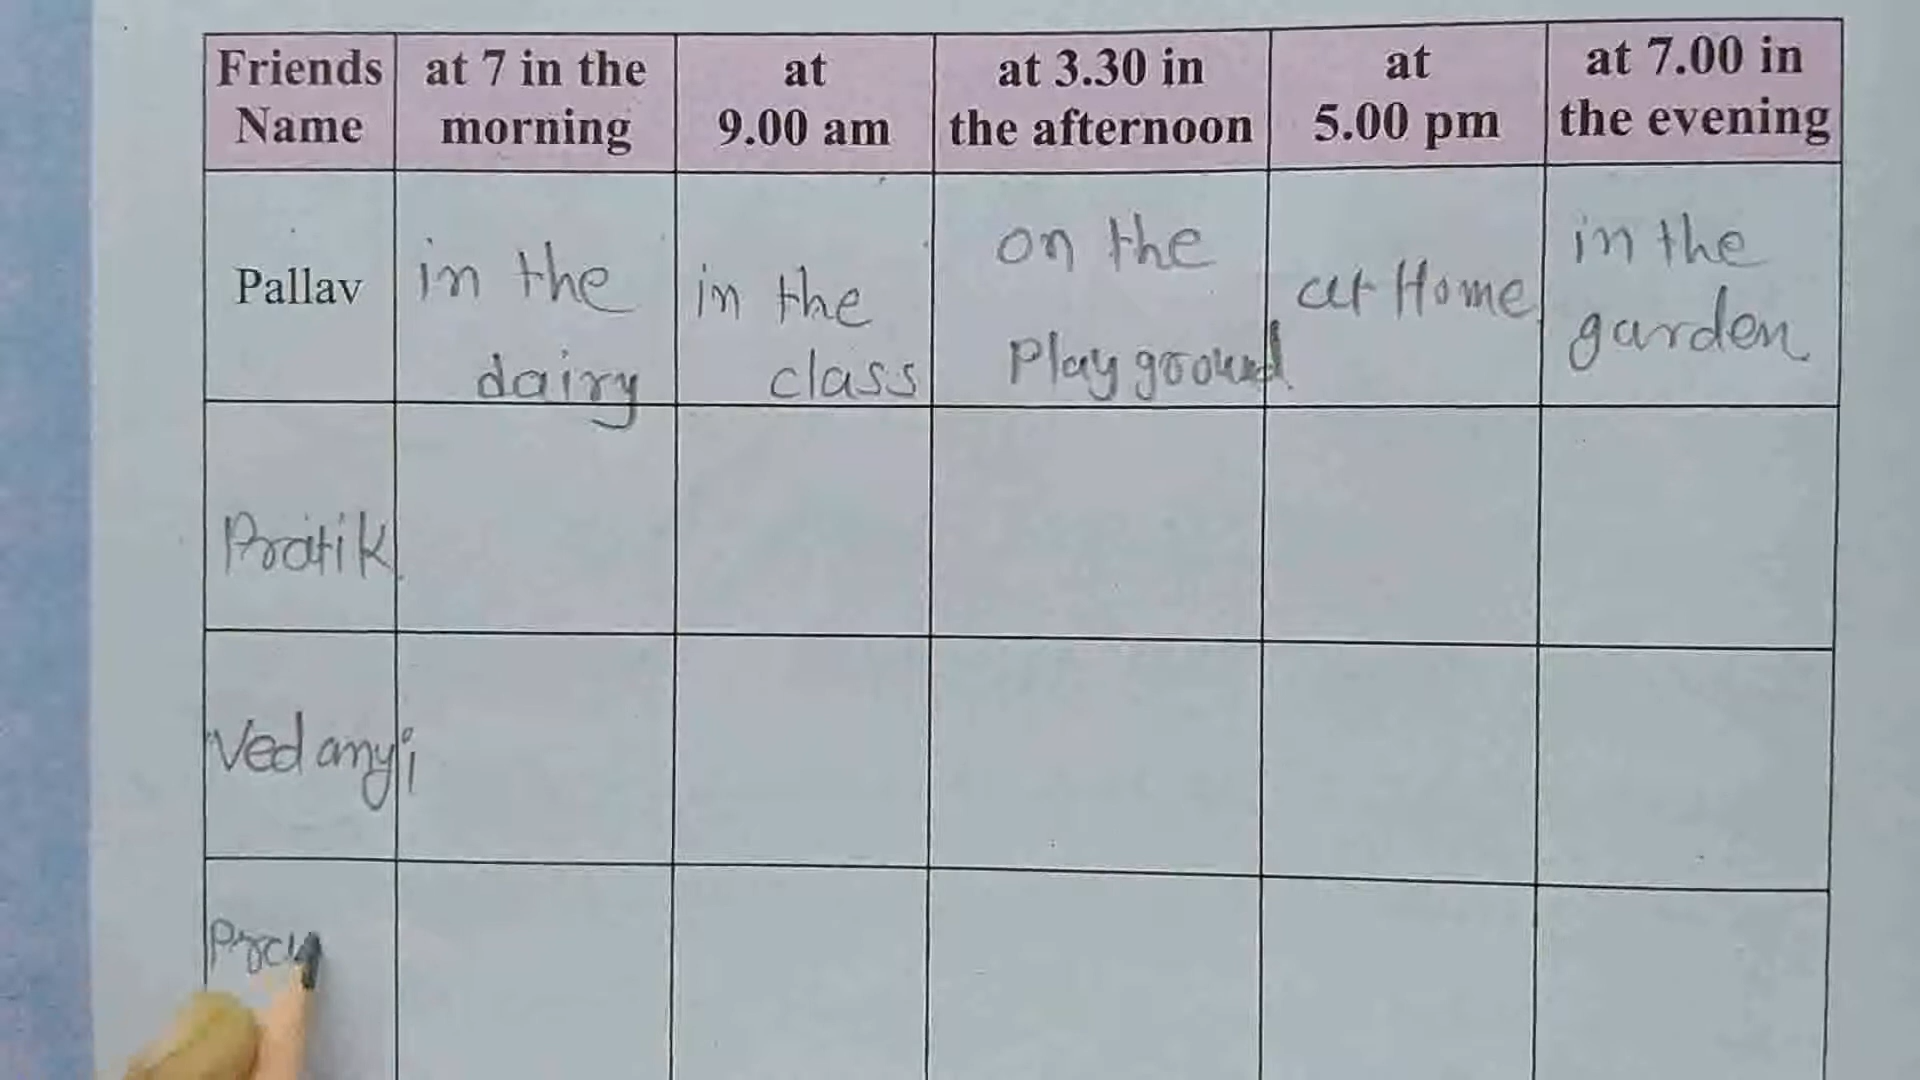 Friends Name
at 7 in the morning
at 9.00 am
at 3.30 in the afternoon
at 5.00 pm
at 7.00 in the evening
Pallav
in the
dairy
in the
class
on the
Playground.
at Home
in the
garden.
Pratik
Vedanyi